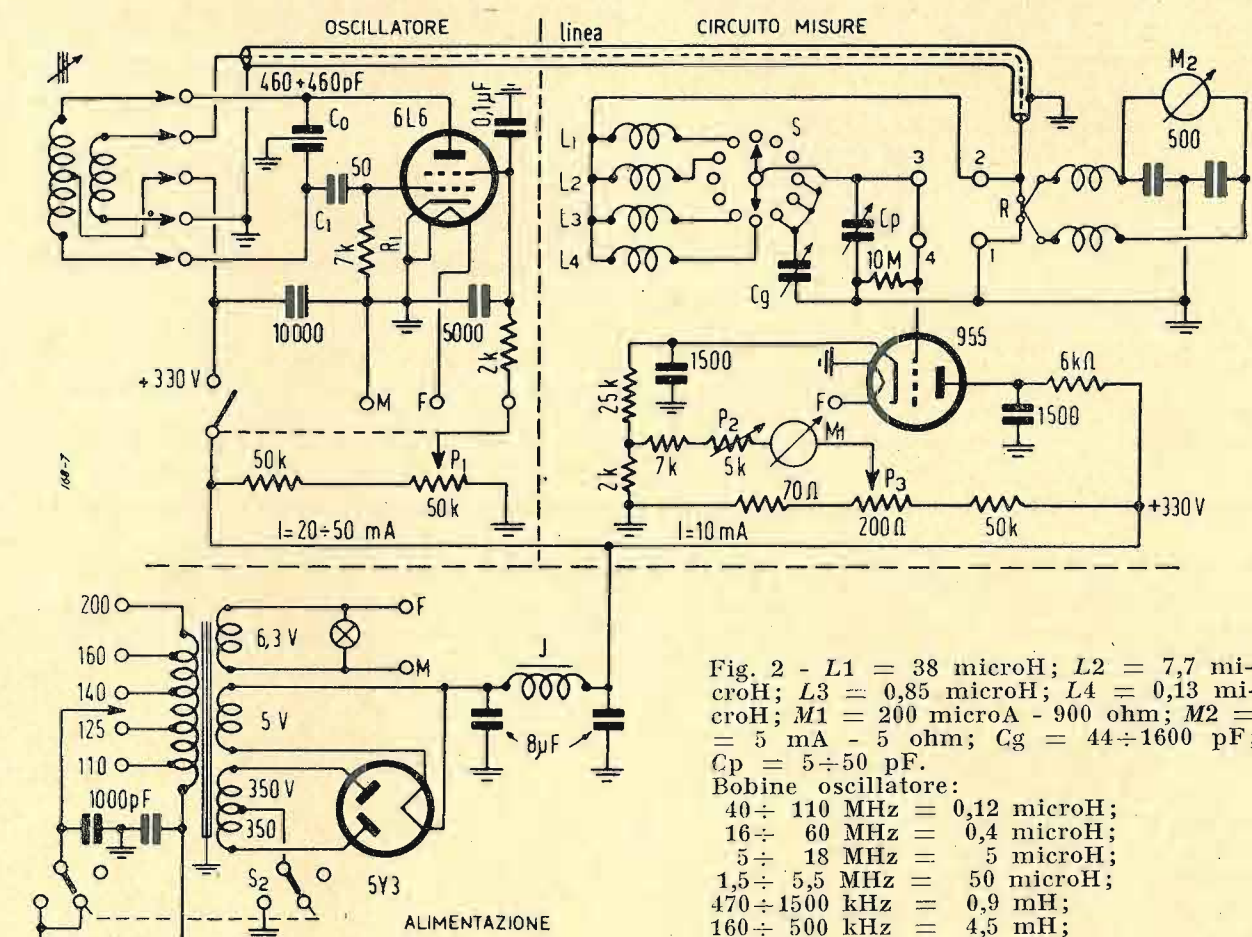 OSCILLATORE
linea
CIRCUITO MISURE
460+460pF
C0
6L6
0,1µF
50
C1
7k
R1
10000
5000
2k
+330 V
M
F
50k
P1
50k
I=20÷50 mA
168-7
L1
L2
L3
L4
S
Cg
Cp
10M
3
4
2
1
R
M2
500
955
1500
25k
F
P2
M1
7k
5k
2k
70Ω
P3
200Ω
50k
6kΩ
1500
+330V
I=10mA
200
160
140
125
110
1000pF
6,3 V
F
M
5 V
350V
350
S2
5Y3
J
8µF
ALIMENTAZIONE
Fig. 2 - L1 = 38 microH; L2 = 7,7 mi-
croH; L3 = 0,85 microH; L4 = 0,13 mi-
croH; M1 = 200 microA - 900 ohm; M2 =
= 5 mA - 5 ohm; Cg = 44÷1600 pF;
Cp = 5÷50 pF.
Bobine oscillatore:
40÷ 110 MHz = 0,12 microH;
16÷ 60 MHz = 0,4 microH;
5÷ 18 MHz = 5 microH;
1,5÷ 5,5 MHz = 50 microH;
470÷1500 kHz = 0,9 mH;
160÷ 500 kHz = 4,5 mH;